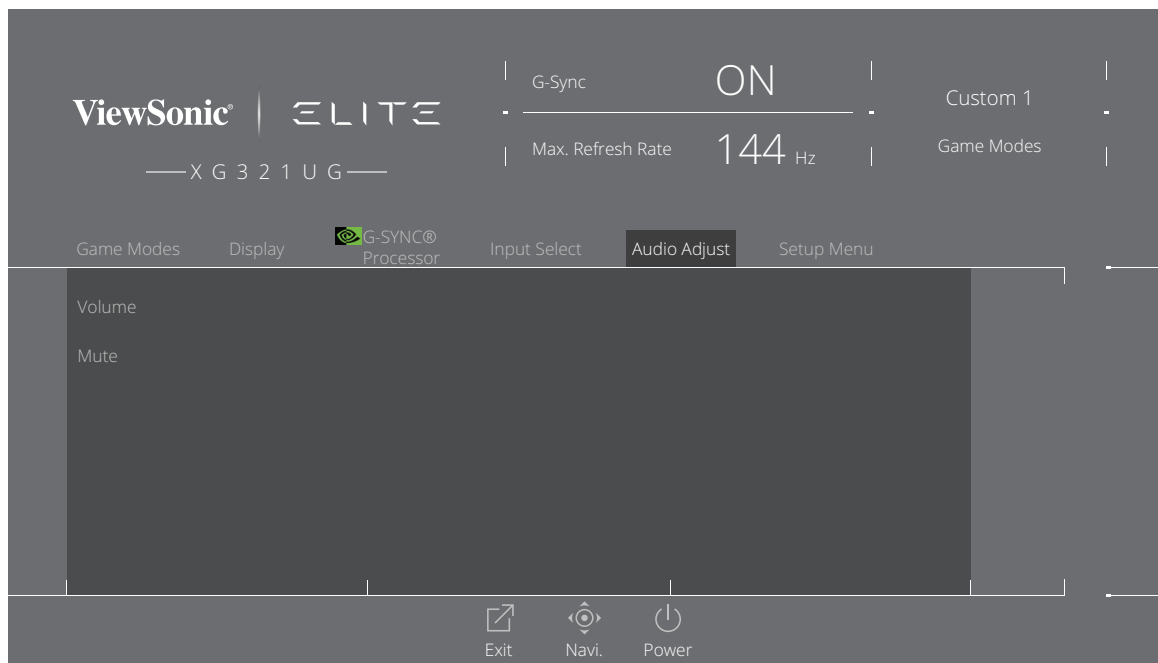 ViewSonic® | ELITE
XG321UG
G-Sync ON
Max. Refresh Rate 144 Hz
Custom 1
Game Modes
Game Modes
Display
G-SYNC®
Processor
Input Select
Audio Adjust
Setup Menu
Volume
Mute
Exit
Navi.
Power